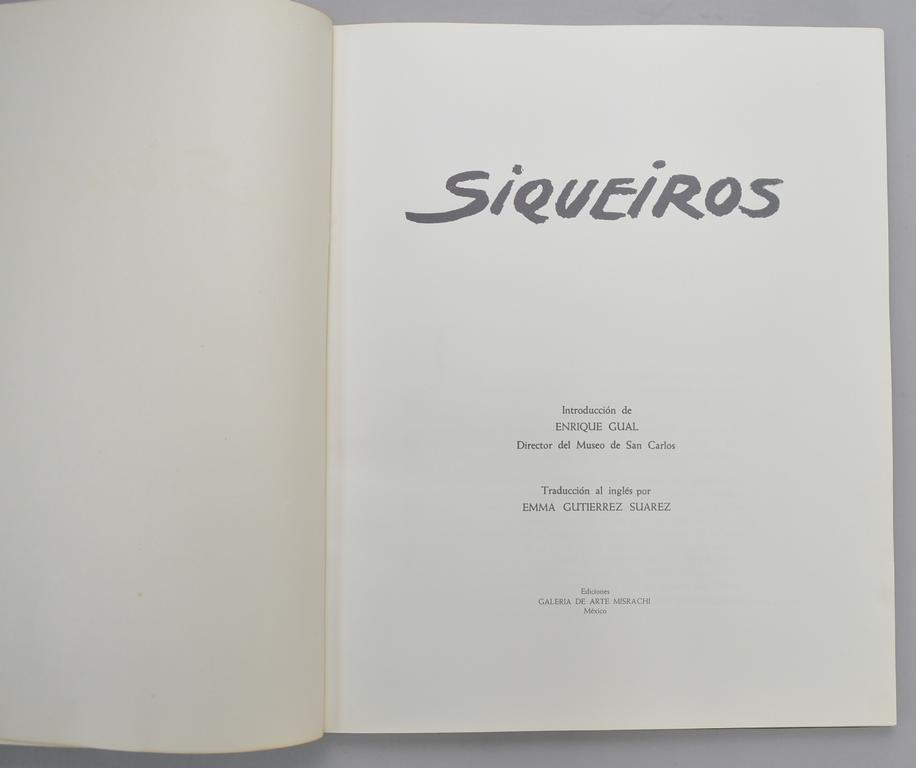 SiQUEiROS
Introducción de
ENRIQUE GUAL
Director del Museo de San Carlos
Traducción al inglés por
EMMA GUTIERREZ SUAREZ
Ediciones
GALERIA DE ARTE MISRACHI
México